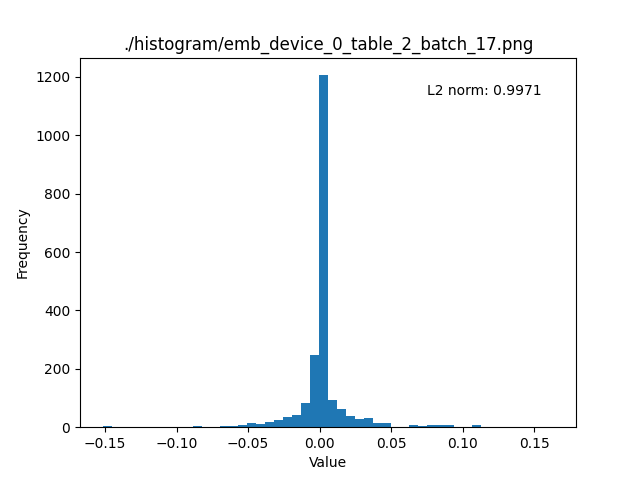 ./histogram/emb_device_0_table_2_batch_17.png
L2 norm: 0.9971
1200
1000
800
600
400
200
0
Frequency
−0.15 −0.10 −0.05 0.00 0.05 0.10 0.15
Value